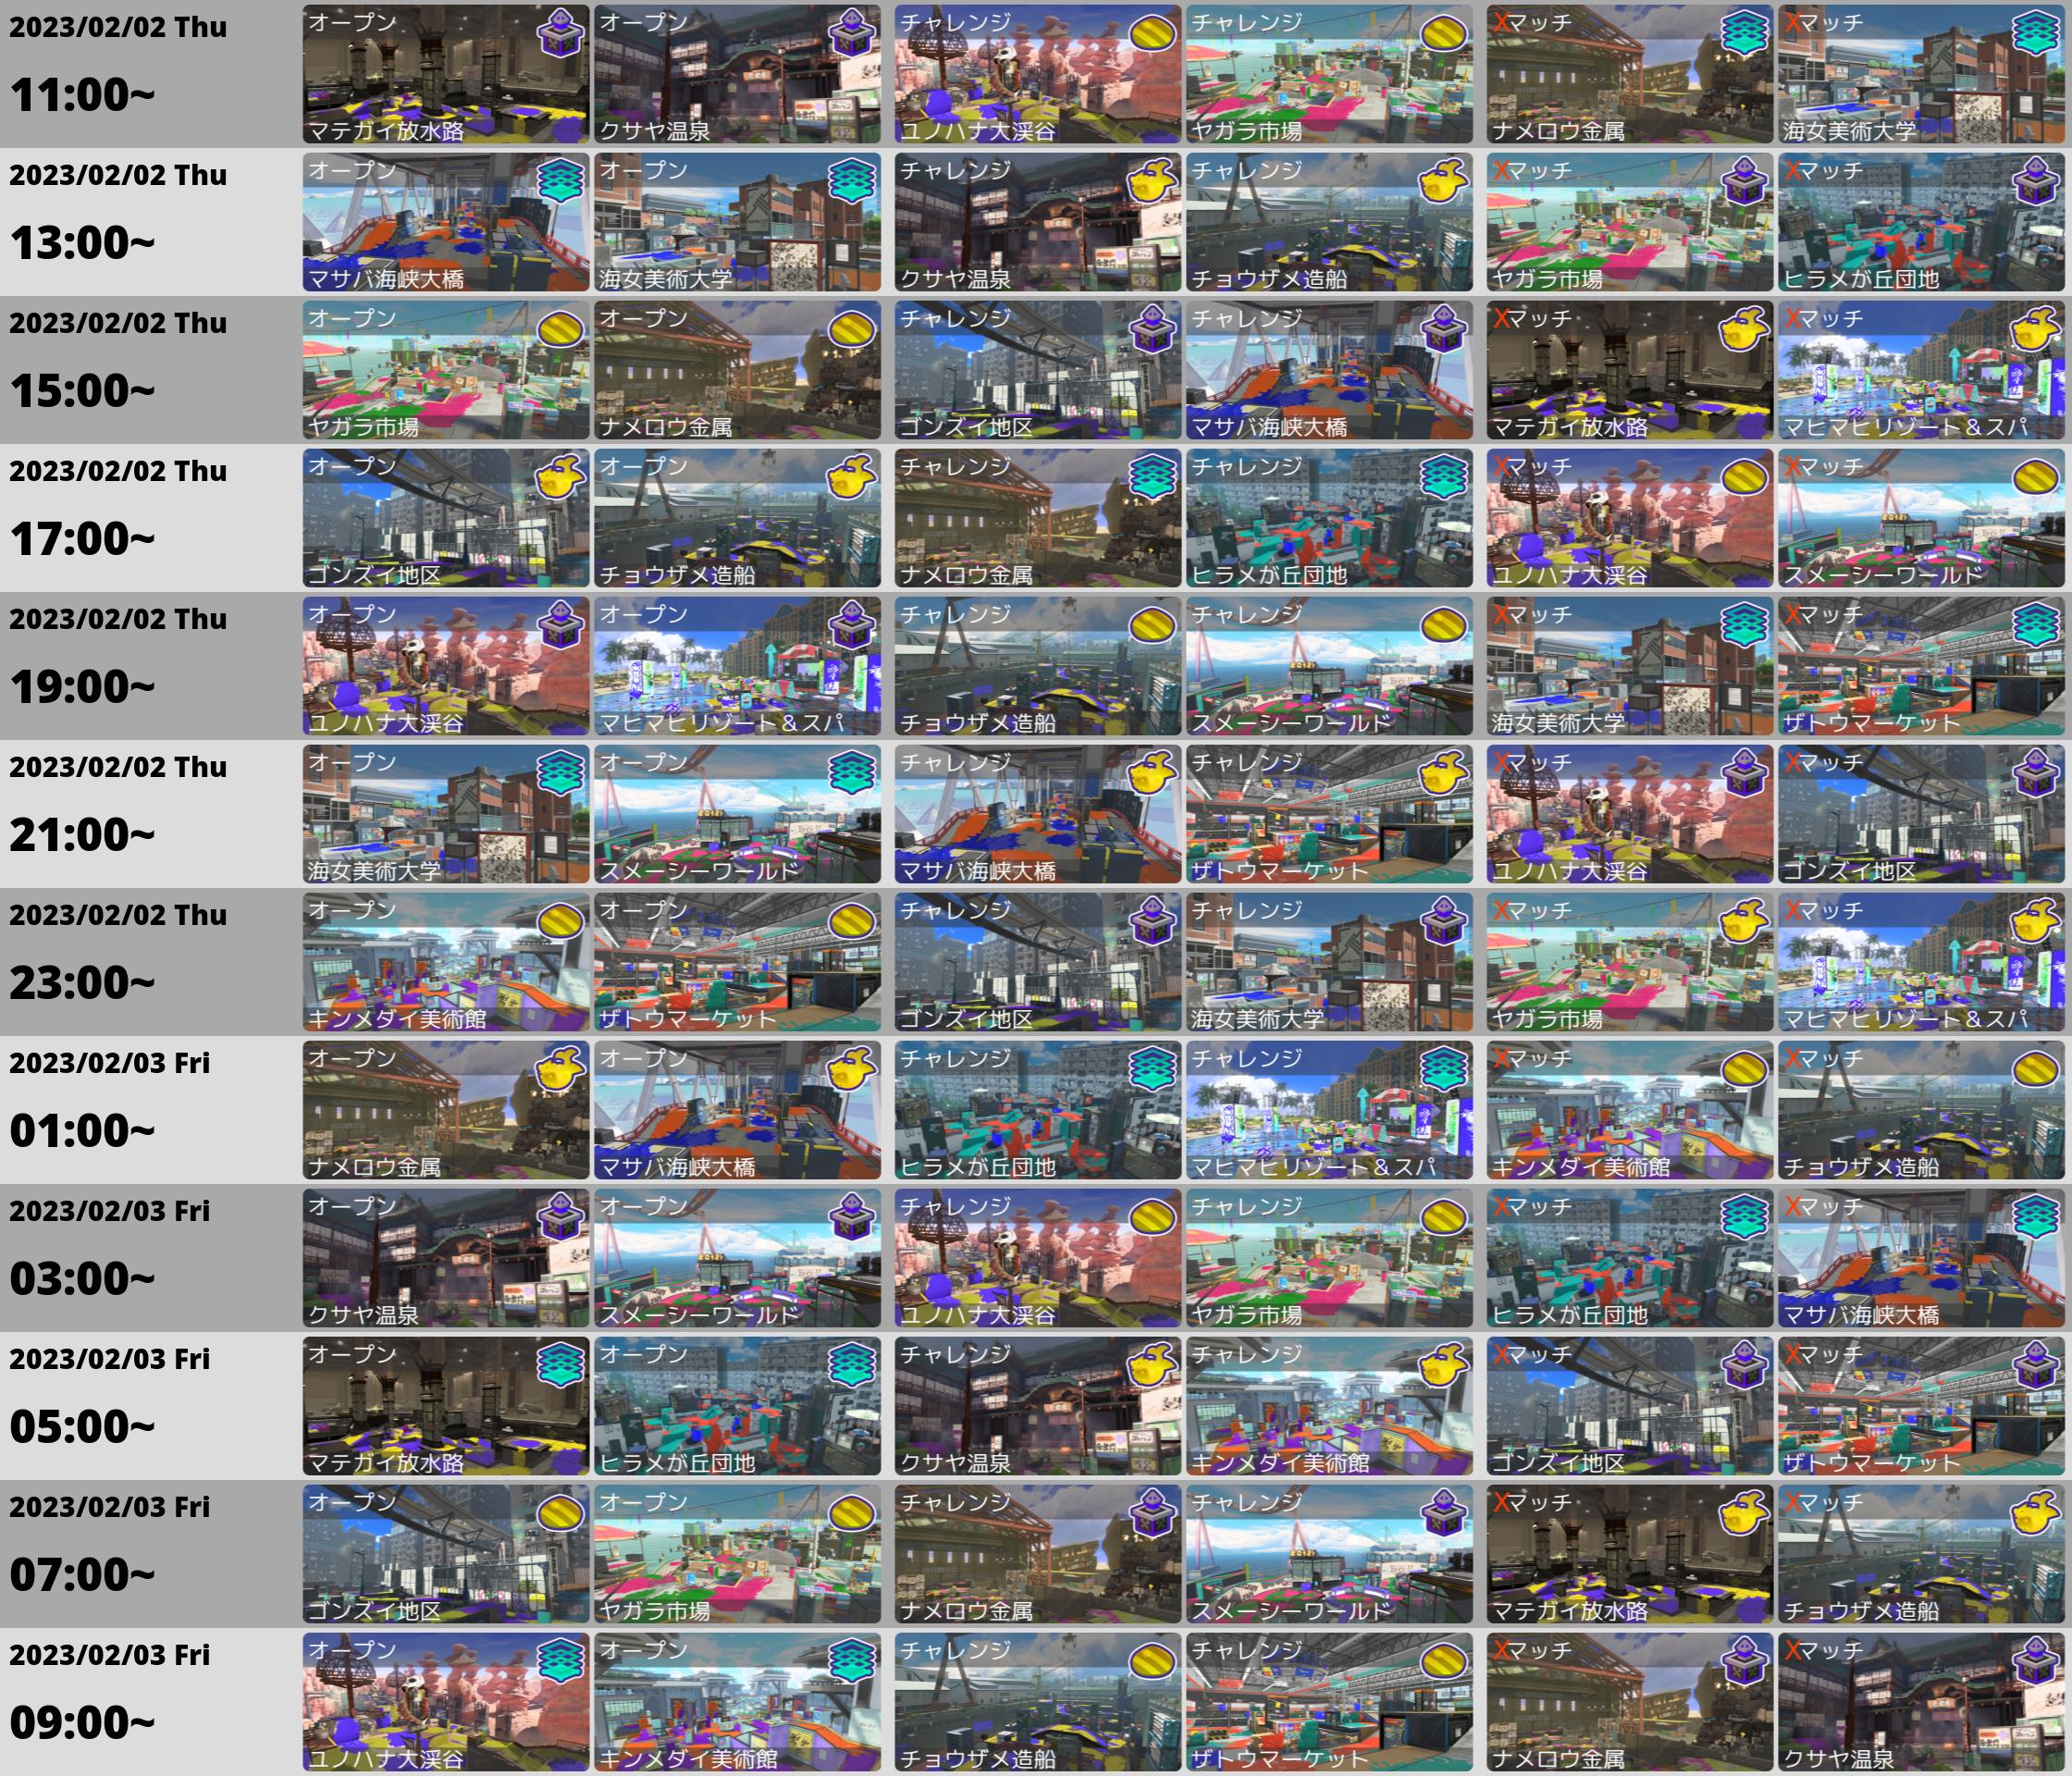 2023/02/02 Thu
11:00~
オープン
マテガイ放水路
オープン
クサヤ温泉
チャレンジ
ユノハナ大渓谷
チャレンジ
ヤガラ市場
Xマッチ
ナメロウ金属
Xマッチ
海女美術大学
2023/02/02 Thu
13:00~
オープン
マサバ海峡大橋
オープン
海女美術大学
チャレンジ
クサヤ温泉
チャレンジ
チョウザメ造船
Xマッチ
ヤガラ市場
Xマッチ
ヒラメが丘団地
2023/02/02 Thu
15:00~
オープン
ヤガラ市場
オープン
ナメロウ金属
チャレンジ
ゴンズイ地区
チャレンジ
マサバ海峡大橋
Xマッチ
マテガイ放水路
Xマッチ
マヒマヒリゾート＆スパ
2023/02/02 Thu
17:00~
オープン
ゴンズイ地区
オープン
チョウザメ造船
チャレンジ
ナメロウ金属
チャレンジ
ヒラメが丘団地
Xマッチ
ユノハナ大渓谷
Xマッチ
スメーシーワールド
2023/02/02 Thu
19:00~
オープン
ユノハナ大渓谷
オープン
マヒマヒリゾート＆スパ
チャレンジ
チョウザメ造船
チャレンジ
スメーシーワールド
Xマッチ
海女美術大学
Xマッチ
ザトウマーケット
2023/02/02 Thu
21:00~
オープン
海女美術大学
オープン
スメーシーワールド
チャレンジ
マサバ海峡大橋
チャレンジ
ザトウマーケット
Xマッチ
ユノハナ大渓谷
Xマッチ
ゴンズイ地区
2023/02/02 Thu
23:00~
オープン
キンメダイ美術館
オープン
ザトウマーケット
チャレンジ
ゴンズイ地区
チャレンジ
海女美術大学
Xマッチ
ヤガラ市場
Xマッチ
マヒマヒリゾート＆スパ
2023/02/03 Fri
01:00~
オープン
ナメロウ金属
オープン
マサバ海峡大橋
チャレンジ
ヒラメが丘団地
チャレンジ
マヒマヒリゾート＆スパ
Xマッチ
キンメダイ美術館
Xマッチ
チョウザメ造船
2023/02/03 Fri
03:00~
オープン
クサヤ温泉
オープン
スメーシーワールド
チャレンジ
ユノハナ大渓谷
チャレンジ
ヤガラ市場
Xマッチ
ヒラメが丘団地
Xマッチ
マサバ海峡大橋
2023/02/03 Fri
05:00~
オープン
マテガイ放水路
オープン
ヒラメが丘団地
チャレンジ
クサヤ温泉
チャレンジ
キンメダイ美術館
Xマッチ
ゴンズイ地区
Xマッチ
ザトウマーケット
2023/02/03 Fri
07:00~
オープン
ゴンズイ地区
オープン
ヤガラ市場
チャレンジ
ナメロウ金属
チャレンジ
スメーシーワールド
Xマッチ
マテガイ放水路
Xマッチ
チョウザメ造船
2023/02/03 Fri
09:00~
オープン
ユノハナ大渓谷
オープン
キンメダイ美術館
チャレンジ
チョウザメ造船
チャレンジ
ザトウマーケット
Xマッチ
ナメロウ金属
Xマッチ
クサヤ温泉